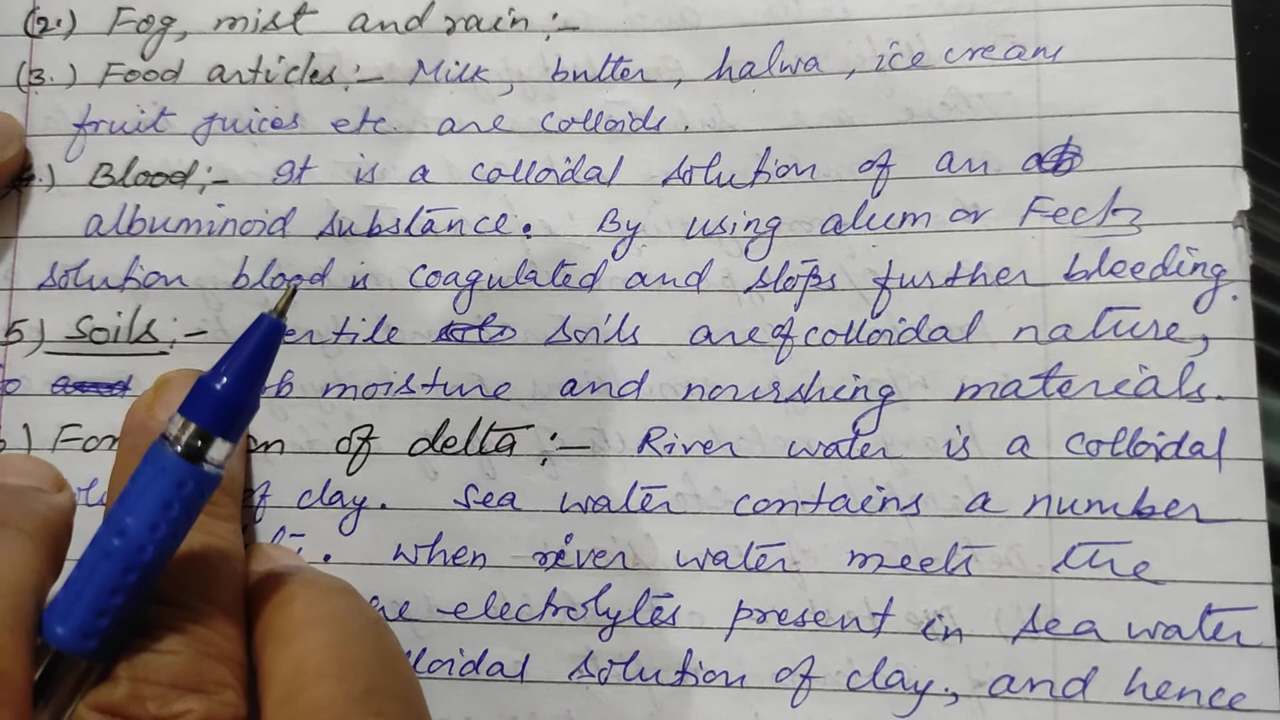 (2.) Fog, mist and rain :-
(3.) Food articles :- Milk, butter, halwa, ice cream
fruit juices etc. are colloids.
.) Blood :- It is a colloidal solution of an
albuminoid substance. By using alum or FeCl3
solution blood is coagulated and stops further bleeding.
5) Soils :- ertile soils are of colloidal nature,
moisture and nourshing materials.
) For n of delta :- River water is a colloidal
of clay. Sea water contains a number
When river water meets the
electrolytes present in sea water
lloidal solution of clay, and hence